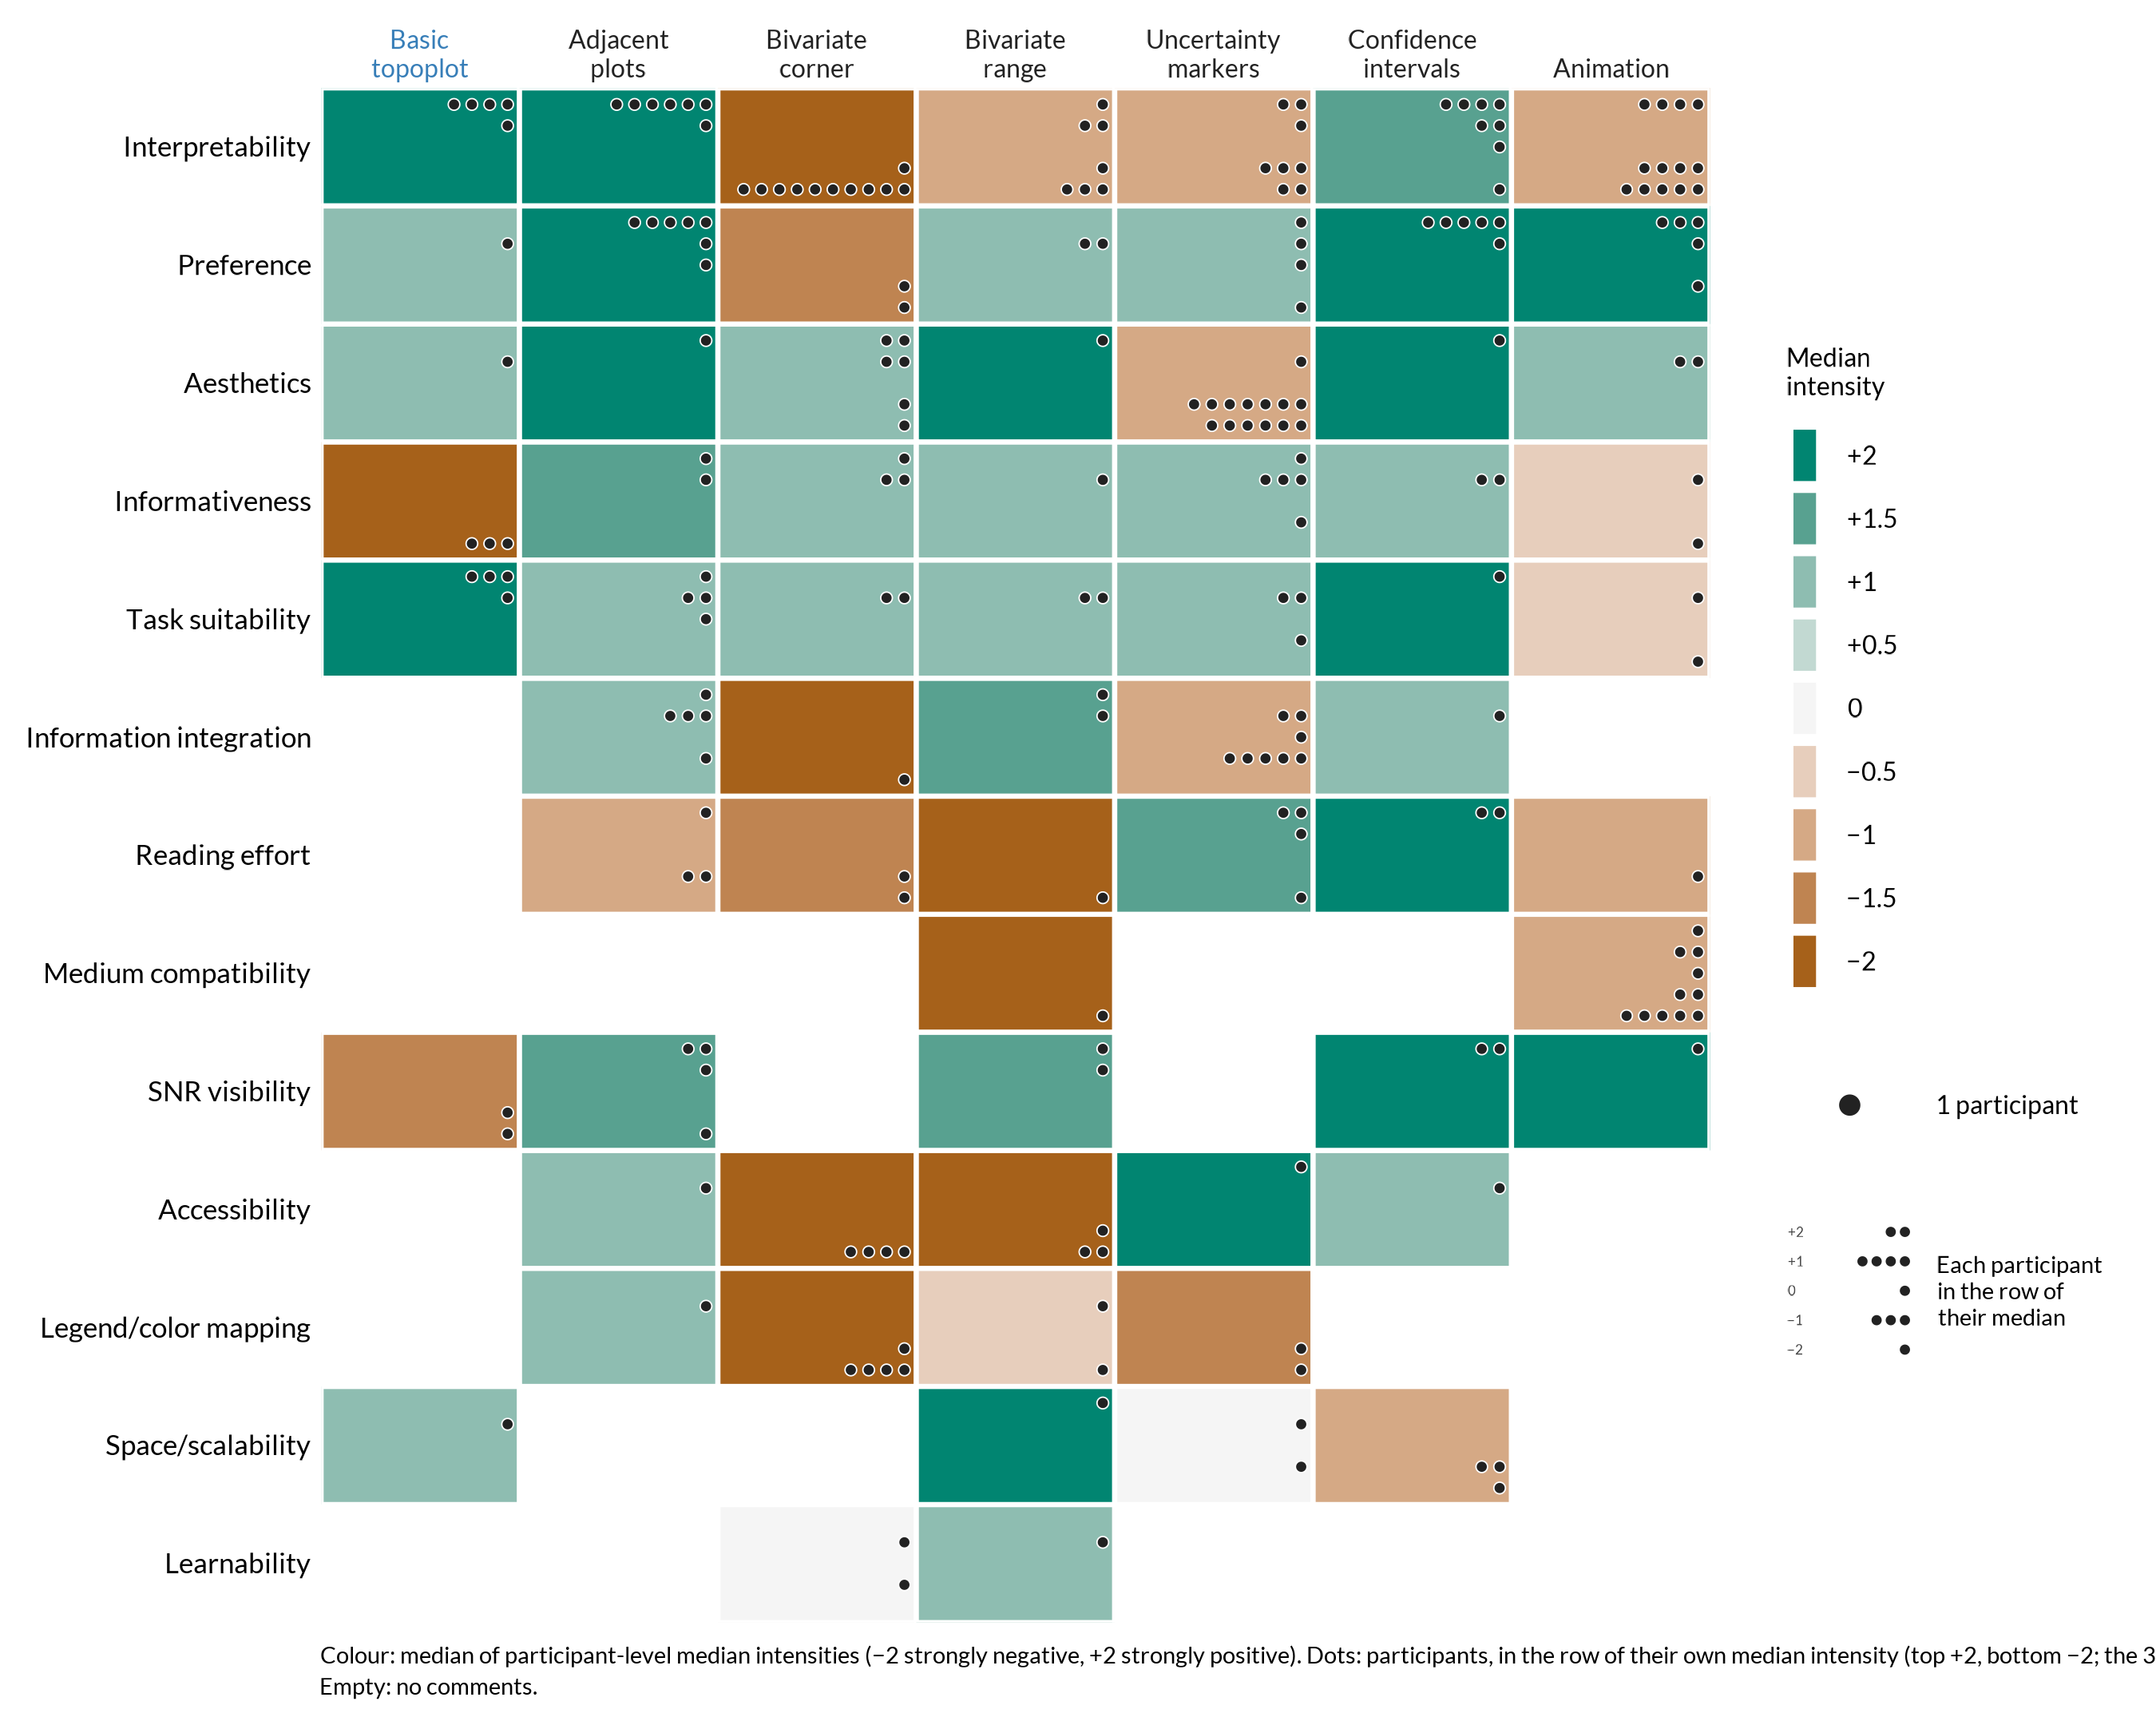 Basic
topoplot
Adjacent
plots
Bivariate
corner
Bivariate
range
Uncertainty
markers
Confidence
intervals
Animation
Interpretability
Preference
Aesthetics
Informativeness
Task suitability
Information integration
Reading effort
Medium compatibility
SNR visibility
Accessibility
Legend/color mapping
Space/scalability
Learnability
Median
intensity
+2
+1.5
+1
+0.5
0
−0.5
−1
−1.5
−2
1 participant
+2
+1
0
−1
−2
Each participant
in the row of
their median
Colour: median of participant-level median intensities (−2 strongly negative, +2 strongly positive). Dots: participants, in the row of their own median intensity (top +2, bottom −2; the 3
Empty: no comments.